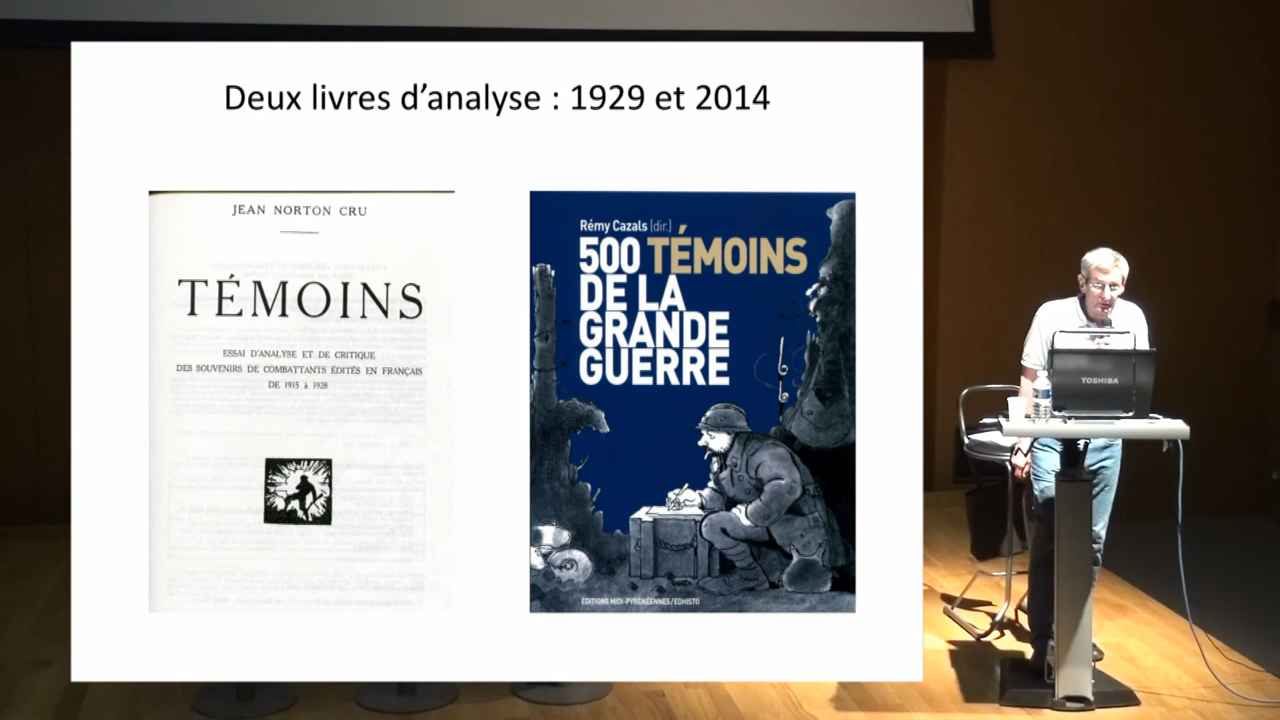 Deux livres d'analyse : 1929 et 2014
JEAN NORTON CRU
TÉMOINS
ESSAI D'ANALYSE ET DE CRITIQUE
DES SOUVENIRS DE COMBATTANTS ÉDITÉS EN FRANÇAIS
DE 1915 à 1928
Rémy Cazals (dir.)
500 TÉMOINS
DE LA
GRANDE
GUERRE
ÉDITIONS MIDI-PYRÉNÉENNES/EDHISTO
TOSHIBA